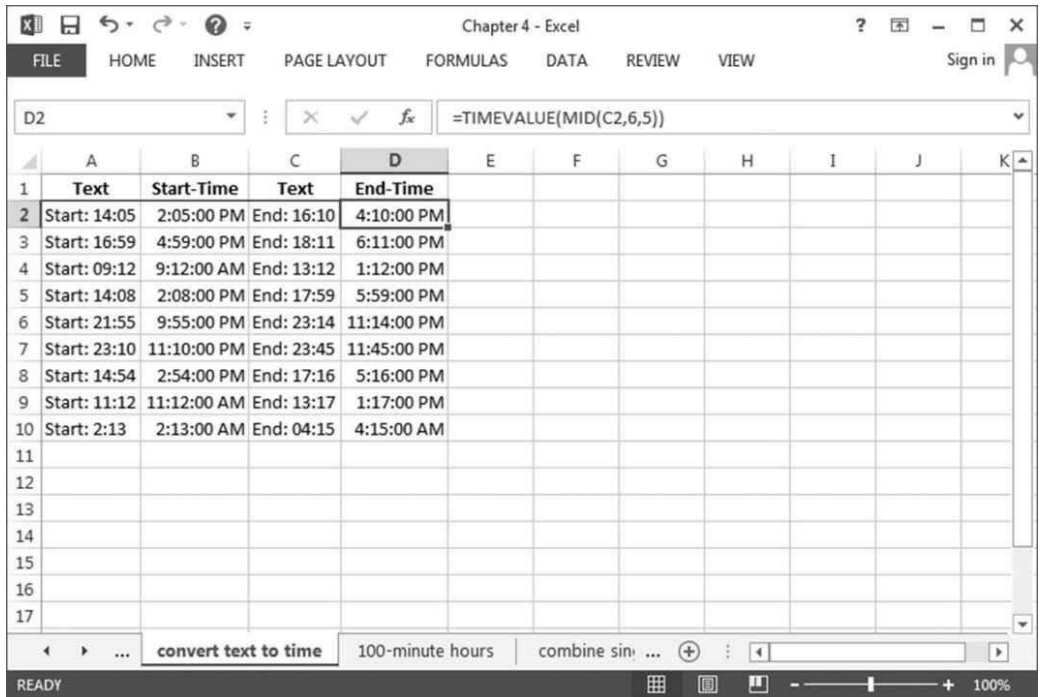 Chapter 4 - Excel
FILE HOME INSERT PAGE LAYOUT FORMULAS DATA REVIEW VIEW Sign in
D2 fx =TIMEVALUE(MID(C2,6,5))
A B C D E F G H I J K
1 Text Start-Time Text End-Time
2 Start: 14:05 2:05:00 PM End: 16:10 4:10:00 PM
3 Start: 16:59 4:59:00 PM End: 18:11 6:11:00 PM
4 Start: 09:12 9:12:00 AM End: 13:12 1:12:00 PM
5 Start: 14:08 2:08:00 PM End: 17:59 5:59:00 PM
6 Start: 21:55 9:55:00 PM End: 23:14 11:14:00 PM
7 Start: 23:10 11:10:00 PM End: 23:45 11:45:00 PM
8 Start: 14:54 2:54:00 PM End: 17:16 5:16:00 PM
9 Start: 11:12 11:12:00 AM End: 13:17 1:17:00 PM
10 Start: 2:13 2:13:00 AM End: 04:15 4:15:00 AM
11
12
13
14
15
16
17
... convert text to time 100-minute hours combine sin ...
READY 100%